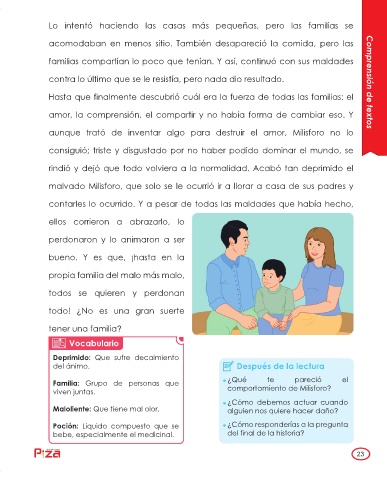 Lo intentó haciendo las casas más pequeñas, pero las familias se
acomodaban en menos sitio. También desapareció la comida, pero las
familias compartían lo poco que tenían. Y así, continuó con sus maldades
contra lo último que se le resistía, pero nada dio resultado.
Hasta que finalmente descubrió cuál era la fuerza de todas las familias: el
amor, la comprensión, el compartir y no había forma de cambiar eso. Y
aunque trató de inventar algo para destruir el amor, Milisforo no lo
consiguió; triste y disgustado por no haber podido dominar el mundo, se
rindió y dejó que todo volviera a la normalidad. Acabó tan deprimido el
malvado Milisforo, que solo se le ocurrió ir a llorar a casa de sus padres y
contarles lo ocurrido. Y a pesar de todas las maldades que había hecho,
ellos corrieron a abrazarlo, lo
perdonaron y lo animaron a ser
bueno. Y es que, ¡hasta en la
propia familia del malo más malo,
todos se quieren y perdonan
todo! ¿No es una gran suerte
tener una familia?
Comprensión de textos
Vocabulario
Deprimido: Que sufre decaimiento
del ánimo.
Familia: Grupo de personas que
viven juntas.
Maloliente: Que tiene mal olor.
Poción: Líquido compuesto que se
bebe, especialmente el medicinal.
Después de la lectura
¿Qué te pareció el
comportamiento de Milisforo?
¿Cómo debemos actuar cuando
alguien nos quiere hacer daño?
¿Cómo responderías a la pregunta
del final de la historia?
23